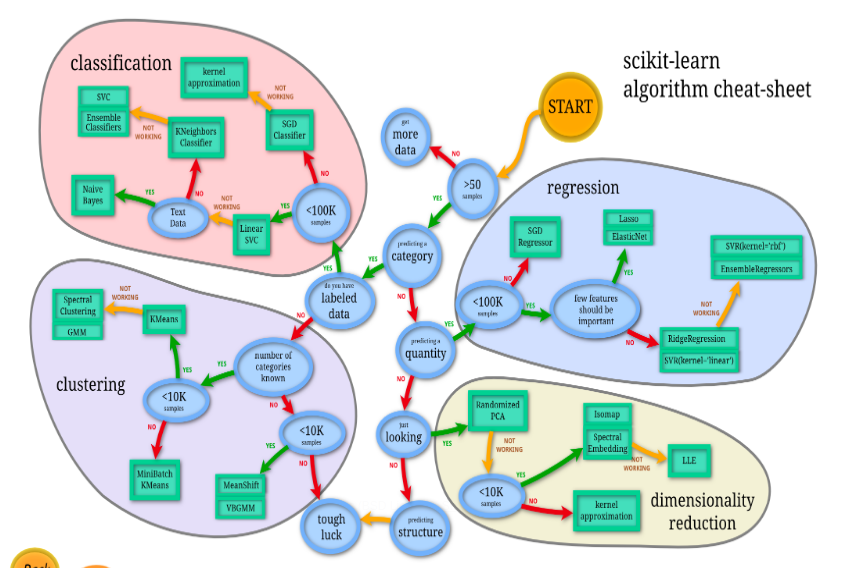 scikit-learn
algorithm cheat-sheet
START
classification
kernel
approximation
NOT
WORKING
SVC
Ensemble
Classifiers
NOT
WORKING
KNeighbors
Classifier
SGD
Classifier
NO
Naive
Bayes
YES
Text
Data
NO
NOT
WORKING
Linear
SVC
YES
<100K
samples
YES
get
more
data
NO
>50
samples
YES
predicting a
category
YES
NO
do you have
labeled
data
NO
predicting a
quantity
YES
NO
just
looking
YES
NO
predicting
structure
tough
luck
regression
SGD
Regressor
NO
<100K
samples
YES
few features
should be
important
YES
NO
Lasso
ElasticNet
SVR(kernel='rbf')
EnsembleRegressors
NOT
WORKING
RidgeRegression
SVR(kernel='linear')
clustering
Spectral
Clustering
GMM
NOT
WORKING
KMeans
YES
<10K
samples
NO
MiniBatch
KMeans
number of
categories
known
YES
NO
<10K
samples
YES
NO
MeanShift
VBGMM
dimensionality
reduction
Randomized
PCA
NOT
WORKING
<10K
samples
YES
NO
Isomap
Spectral
Embedding
NOT
WORKING
LLE
kernel
approximation
Back